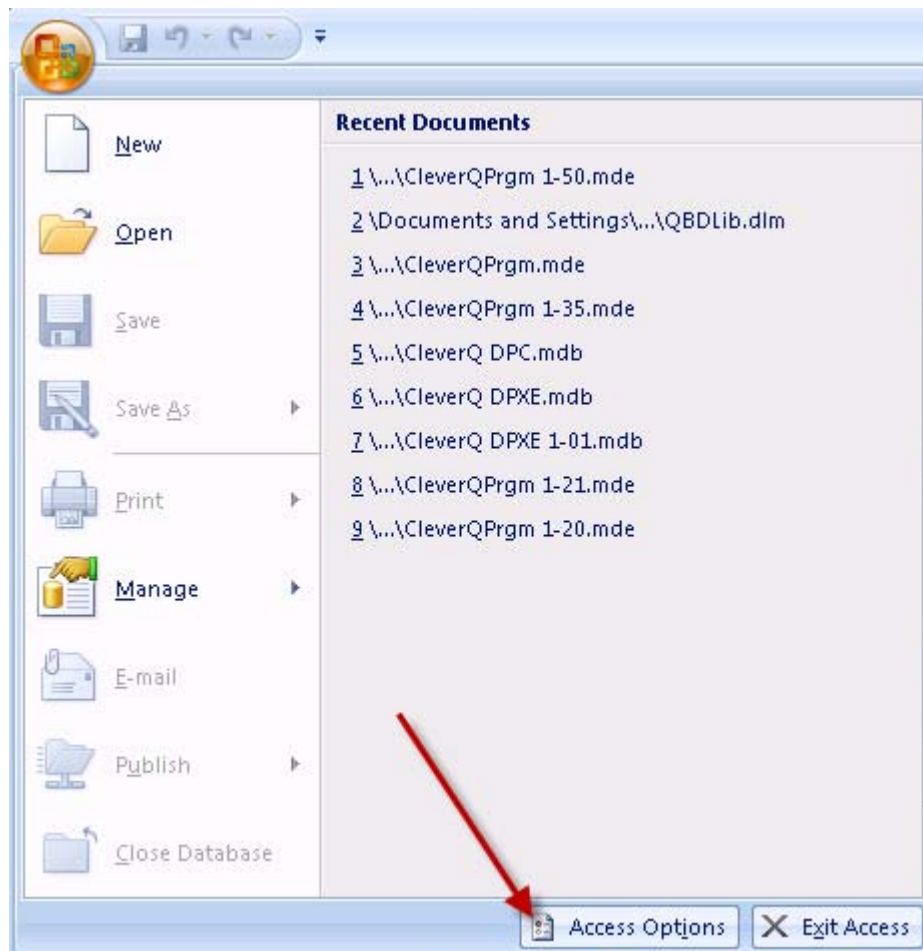 New
Open
Save
Save As
Print
Manage
E-mail
Publish
Close Database
Recent Documents
1 \...\CleverQPrgm 1-50.mde
2 \Documents and Settings\...\QBDLib.dlm
3 \...\CleverQPrgm.mde
4 \...\CleverQPrgm 1-35.mde
5 \...\CleverQ DPC.mdb
6 \...\CleverQ DPXE.mdb
7 \...\CleverQ DPXE 1-01.mdb
8 \...\CleverQPrgm 1-21.mde
9 \...\CleverQPrgm 1-20.mde
Access Options
Exit Access